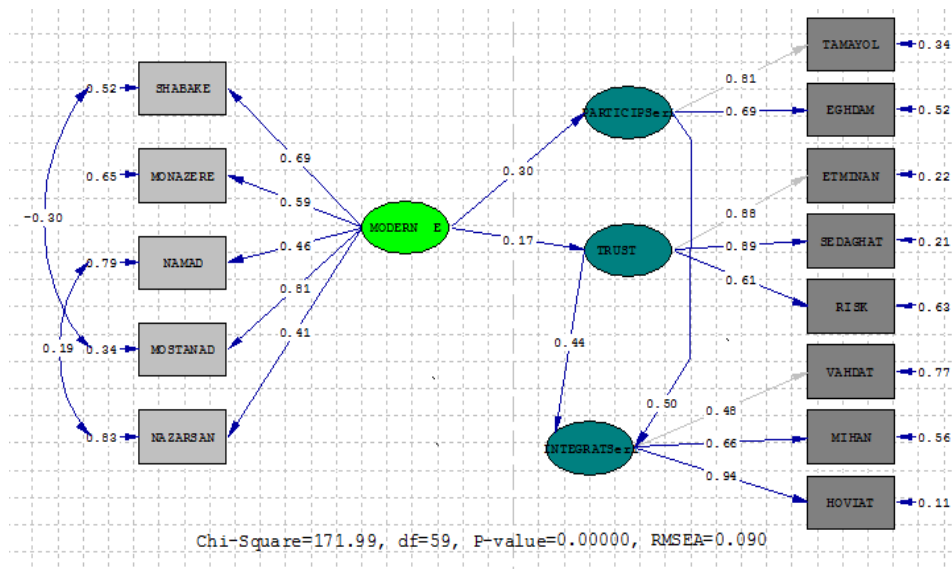 TAMAYOL
0.34
0.81
0.52
SHABAKE
PARTICIPSer
0.69
EGHDAM
0.52
0.69
0.30
ETMINAN
0.22
0.65
MONAZERE
0.59
0.88
MODERN E
0.17
TRUST
0.89
SEDAGHAT
0.21
-0.30
0.46
0.79
NAMAD
0.61
0.81
RISK
0.63
0.41
0.19
0.34
MOSTANAD
0.44
VAHDAT
0.77
0.50
0.48
0.83
NAZARSAN
INTEGRATSer
0.66
MIHAN
0.56
0.94
HOVIAT
0.11
Chi-Square=171.99, df=59, P-value=0.00000, RMSEA=0.090